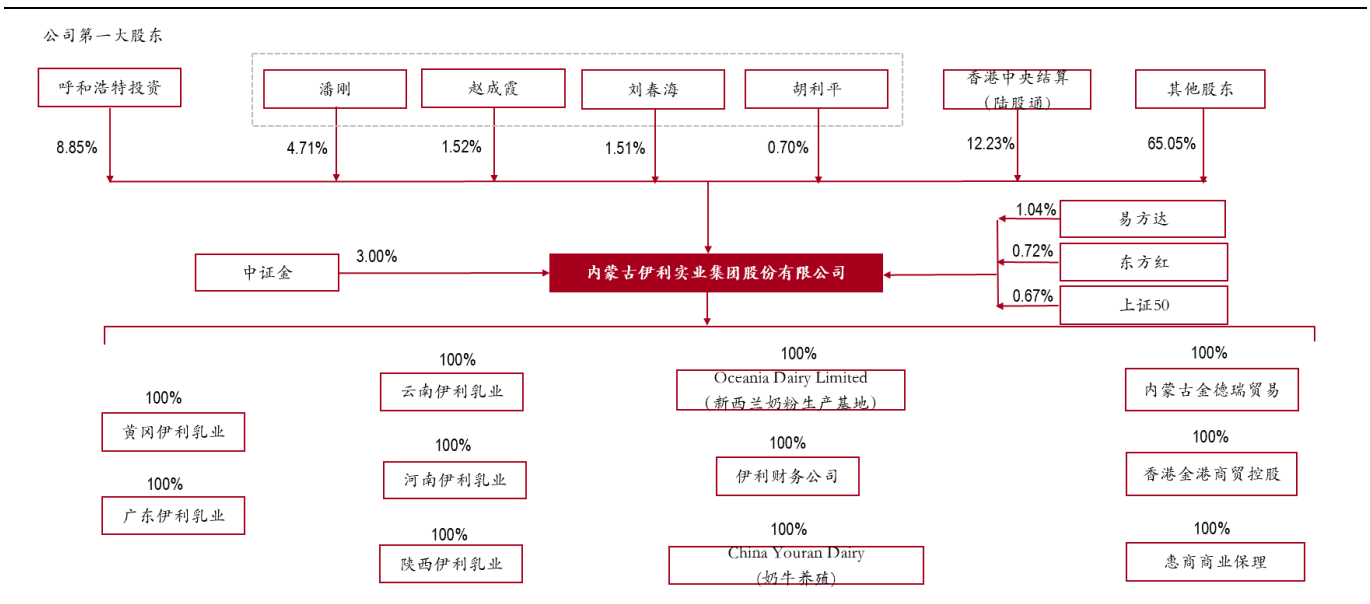 公司第一大股东
呼和浩特投资
潘刚
赵成霞
刘春海
胡利平
香港中央结算
（陆股通）
其他股东
8.85%
4.71%
1.52%
1.51%
0.70%
12.23%
65.05%
中证金
3.00%
内蒙古伊利实业集团股份有限公司
1.04%
易方达
0.72%
东方红
0.67%
上证50
100%
黄冈伊利乳业
100%
广东伊利乳业
100%
云南伊利乳业
100%
河南伊利乳业
100%
陕西伊利乳业
100%
Oceania Dairy Limited
（新西兰奶粉生产基地）
100%
伊利财务公司
100%
China Youran Dairy
(奶牛养殖)
100%
内蒙古金德瑞贸易
100%
香港金港商贸控股
100%
惠商商业保理